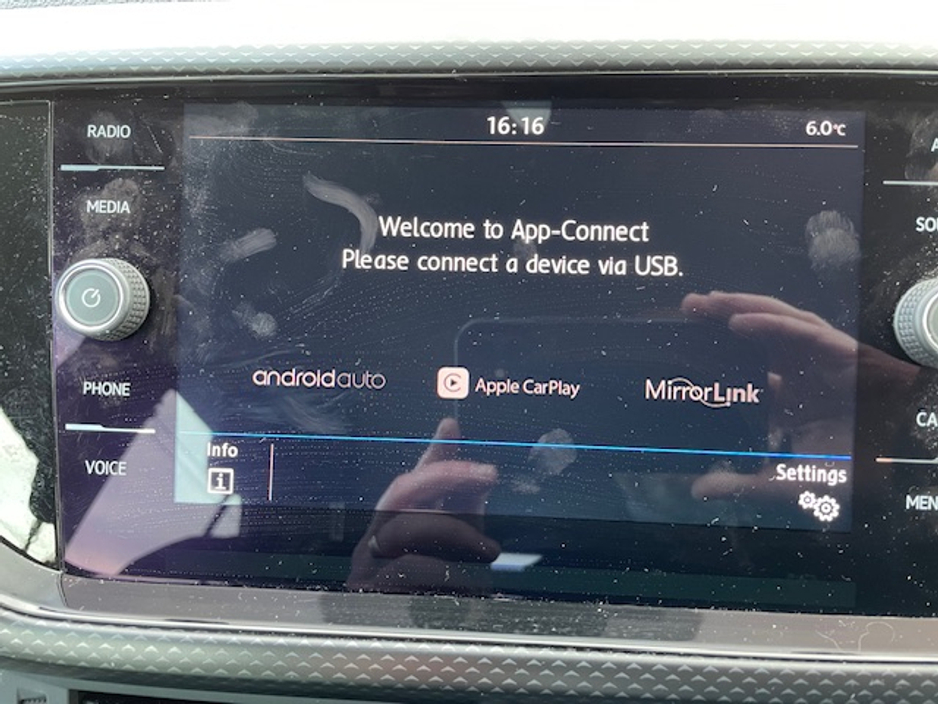 RADIO
MEDIA
PHONE
VOICE
16:16
6.0°C
Welcome to App-Connect
Please connect a device via USB.
androidauto
Apple CarPlay
MirrorLink
Info
i
Settings